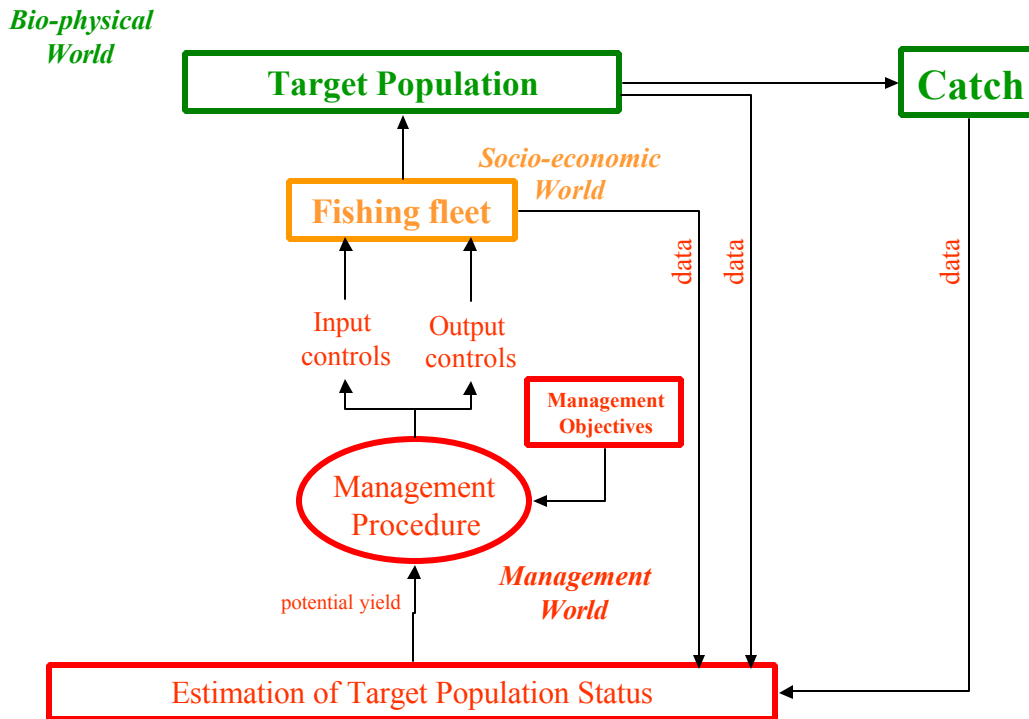 Bio-physical
World
Target Population
Catch
Socio-economic
World
Fishing fleet
data
data
data
Input
controls
Output
controls
Management
Objectives
Management
Procedure
Management
World
potential yield
Estimation of Target Population Status